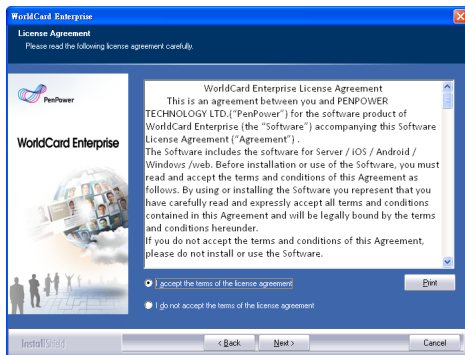 WorldCard Enterprise
License Agreement
Please read the following license agreement carefully.
PenPower
WorldCard Enterprise
WorldCard Enterprise License Agreement
This is an agreement between you and PENPOWER
TECHNOLOGY LTD.("PenPower") for the software product of
WorldCard Enterprise (the "Software") accompanying this Software
License Agreement ("Agreement") .
The Software includes the software for Server / iOS / Android /
Windows /web. Before installation or use of the Software, you must
read and accept the terms and conditions of this Agreement as
follows. By using or installing the Software you represent that you
have carefully read and expressly accept all terms and conditions
contained in this Agreement and will be legally bound by the terms
and conditions hereunder.
If you do not accept the terms and conditions of this Agreement,
please do not install or use the Software.
I accept the terms of the license agreement
Print
I do not accept the terms of the license agreement
InstallShield
< Back
Next >
Cancel